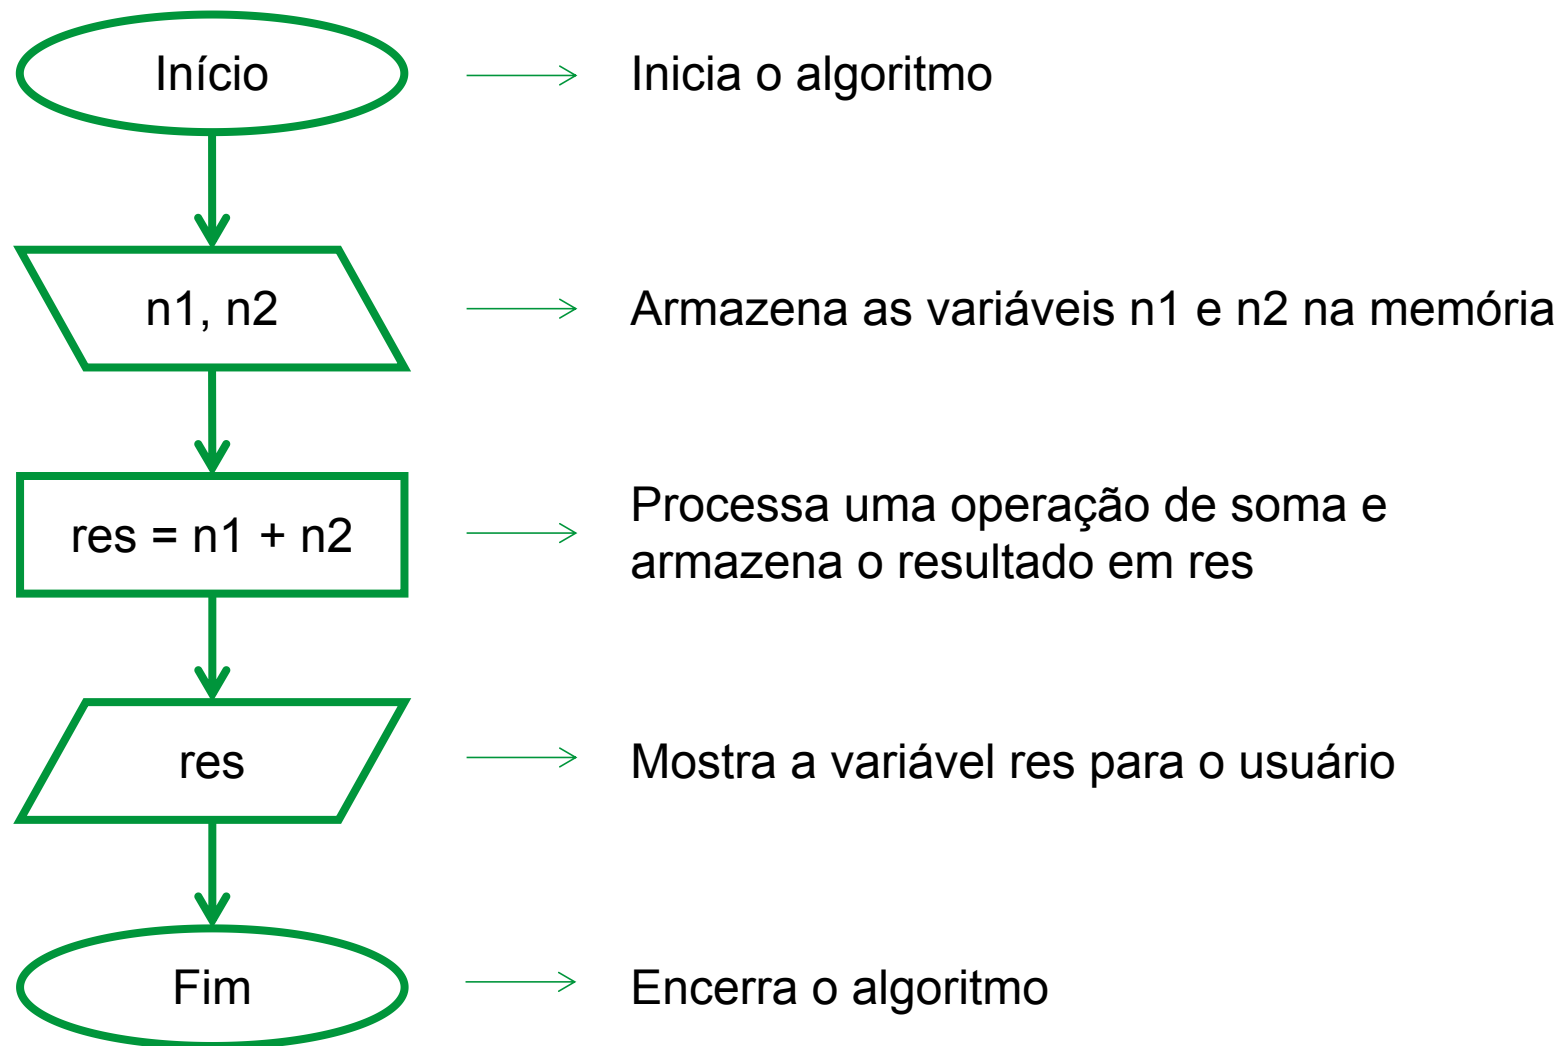 Início
Inicia o algoritmo
n1, n2
Armazena as variáveis n1 e n2 na memória
res = n1 + n2
Processa uma operação de soma e
armazena o resultado em res
res
Mostra a variável res para o usuário
Fim
Encerra o algoritmo